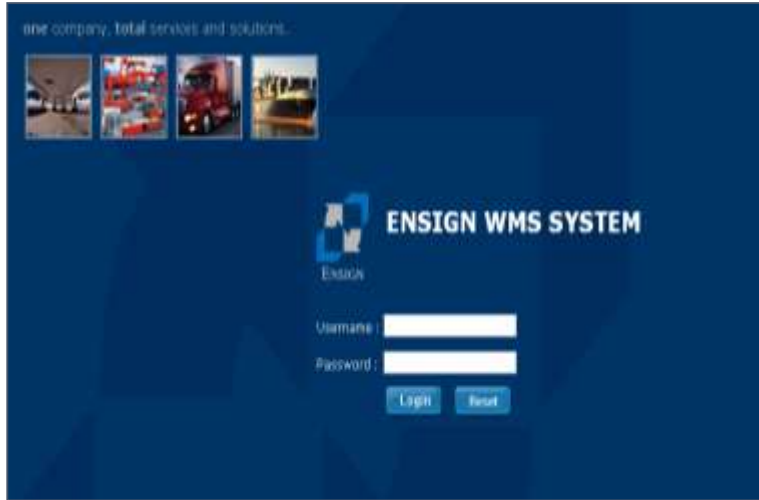 one company, total services and solutions..
ENSIGN WMS SYSTEM
ENSIGN
Username :
Password :
Login Reset